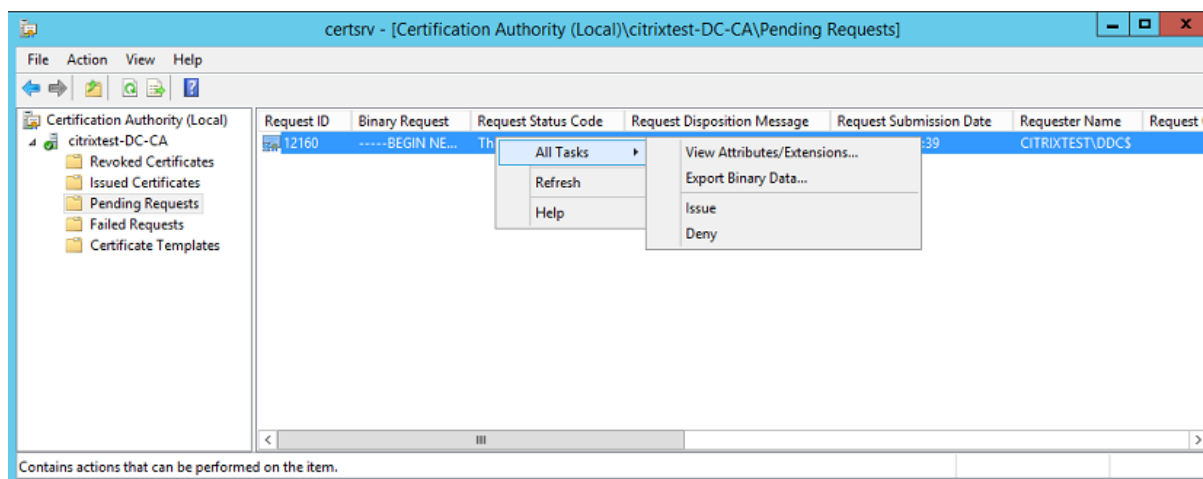 certsrv - [Certification Authority (Local)\citrixtest-DC-CA\Pending Requests]
File Action View Help
Certification Authority (Local)
citrixtest-DC-CA
Revoked Certificates
Issued Certificates
Pending Requests
Failed Requests
Certificate Templates
Request ID Binary Request Request Status Code Request Disposition Message Request Submission Date Requester Name Request
12160 -----BEGIN NE... Th :39 CITRIXTEST\DDC$
All Tasks
Refresh
Help
View Attributes/Extensions...
Export Binary Data...
Issue
Deny
Contains actions that can be performed on the item.